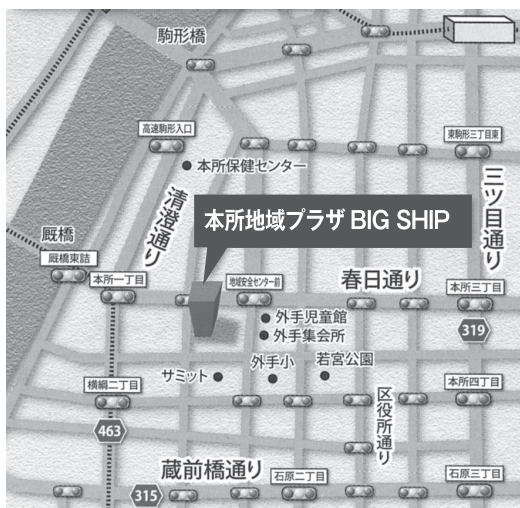 駒形橋
高速駒形入口
東駒形三丁目東
本所保健センター
清澄通り
三ツ目通り
本所地域プラザ BIG SHIP
厩橋
厩橋東詰
本所一丁目
地域安全センター前
春日通り
本所三丁目
外手児童館
外手集会所
319
サミット
外手小
若宮公園
横網二丁目
本所四丁目
区役所通り
463
蔵前橋通り
石原二丁目
石原三丁目
315